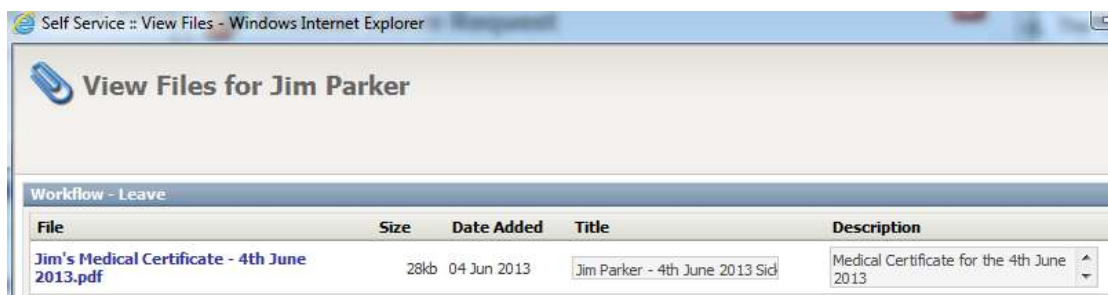 Self Service :: View Files - Windows Internet Explorer
View Files for Jim Parker
Workflow - Leave
File Size Date Added Title Description
Jim's Medical Certificate - 4th June 28kb 04 Jun 2013 Jim Parker - 4th June 2013 Sick Medical Certificate for the 4th June
2013.pdf 2013